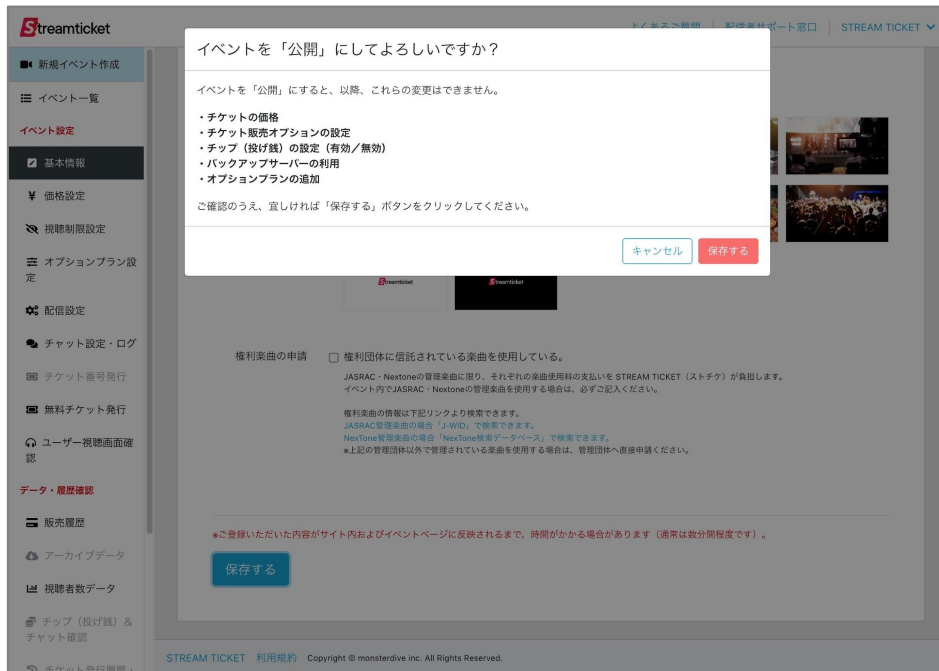 Streamticket
よくあるご質問
配信者サポート窓口
STREAM TICKET
新規イベント作成
イベント一覧
イベント設定
基本情報
価格設定
視聴制限設定
オプションプラン設
定
配信設定
チャット設定・ログ
チケット番号発行
無料チケット発行
ユーザー視聴画面確
認
データ・履歴確認
販売履歴
アーカイブデータ
視聴者数データ
チップ（投げ銭）&
チャット確認
チケット発行履歴・
イベントを「公開」にしてよろしいですか？
イベントを「公開」にすると、以降、これらの変更はできません。
・チケットの価格
・チケット販売オプションの設定
・チップ（投げ銭）の設定（有効／無効）
・バックアップサーバーの利用
・オプションプランの追加
ご確認のうえ、宜しければ「保存する」ボタンをクリックしてください。
キャンセル
保存する
Streamticket
Streamticket
権利楽曲の申請
権利団体に信託されている楽曲を使用している。
JASRAC・Nextoneの管理楽曲に限り、それぞれの楽曲使用料の支払いを STREAM TICKET（ストチケ）が負担します。
イベント内でJASRAC・Nextoneの管理楽曲を使用する場合は、必ずご記入ください。
権利楽曲の情報は下記リンクより検索できます。
JASRAC管理楽曲の場合「J-WID」で検索できます。
NexTone管理楽曲の場合「NexTone検索データベース」で検索できます。
※上記の管理団体以外で管理されている楽曲を使用する場合は、管理団体へ直接申請ください。
※ご登録いただいた内容がサイト内およびイベントページに反映されるまで、時間がかかる場合があります（通常は数分間程度です）。
保存する
STREAM TICKET
利用規約
Copyright © monsterdive inc. All Rights Reserved.